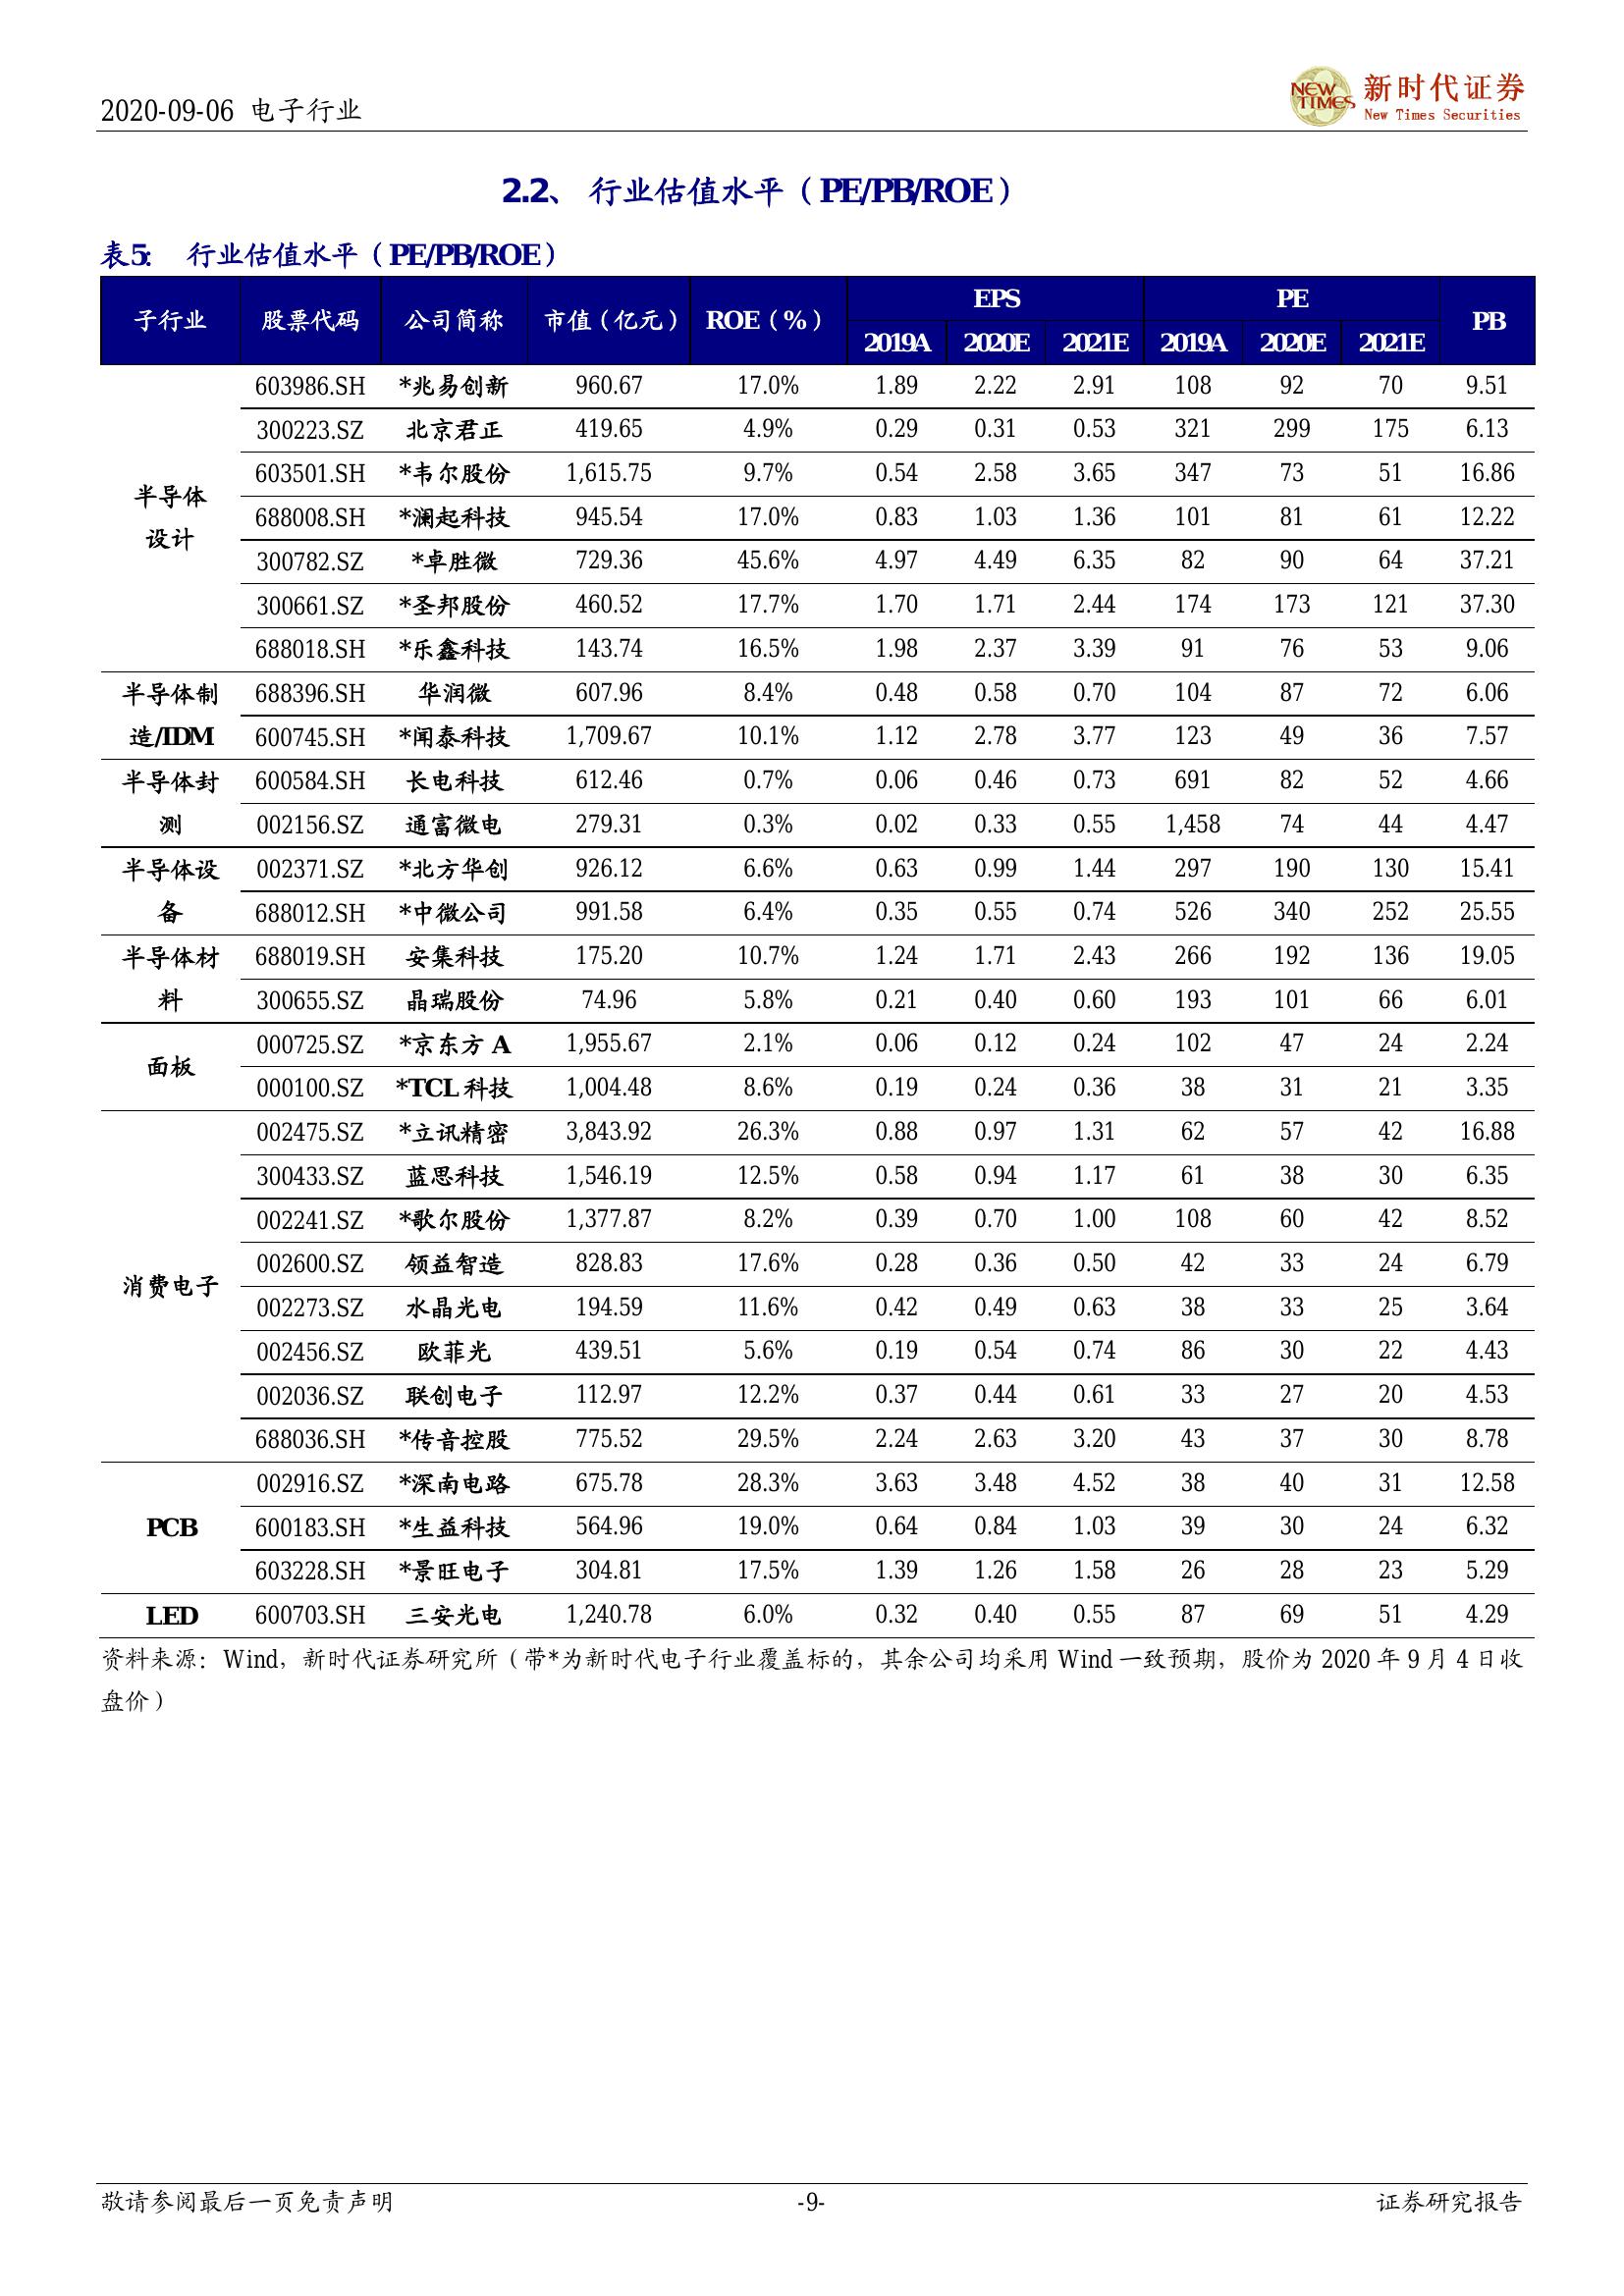 2020-09-06 电子行业
NEW TIMES 新时代证券
New Times Securities
2.2、 行业估值水平（PE/PB/ROE）
表5： 行业估值水平（PE/PB/ROE）
子行业 股票代码 公司简称 市值（亿元） ROE（%） EPS PE PB
2019A 2020E 2021E 2019A 2020E 2021E
半导体设计 603986.SH *兆易创新 960.67 17.0% 1.89 2.22 2.91 108 92 70 9.51
300223.SZ 北京君正 419.65 4.9% 0.29 0.31 0.53 321 299 175 6.13
603501.SH *韦尔股份 1,615.75 9.7% 0.54 2.58 3.65 347 73 51 16.86
688008.SH *澜起科技 945.54 17.0% 0.83 1.03 1.36 101 81 61 12.22
300782.SZ *卓胜微 729.36 45.6% 4.97 4.49 6.35 82 90 64 37.21
300661.SZ *圣邦股份 460.52 17.7% 1.70 1.71 2.44 174 173 121 37.30
688018.SH *乐鑫科技 143.74 16.5% 1.98 2.37 3.39 91 76 53 9.06
半导体制造/IDM 688396.SH 华润微 607.96 8.4% 0.48 0.58 0.70 104 87 72 6.06
600745.SH *闻泰科技 1,709.67 10.1% 1.12 2.78 3.77 123 49 36 7.57
半导体封测 600584.SH 长电科技 612.46 0.7% 0.06 0.46 0.73 691 82 52 4.66
002156.SZ 通富微电 279.31 0.3% 0.02 0.33 0.55 1,458 74 44 4.47
半导体设备 002371.SZ *北方华创 926.12 6.6% 0.63 0.99 1.44 297 190 130 15.41
688012.SH *中微公司 991.58 6.4% 0.35 0.55 0.74 526 340 252 25.55
半导体材料 688019.SH 安集科技 175.20 10.7% 1.24 1.71 2.43 266 192 136 19.05
300655.SZ 晶瑞股份 74.96 5.8% 0.21 0.40 0.60 193 101 66 6.01
面板 000725.SZ *京东方 A 1,955.67 2.1% 0.06 0.12 0.24 102 47 24 2.24
000100.SZ *TCL 科技 1,004.48 8.6% 0.19 0.24 0.36 38 31 21 3.35
消费电子 002475.SZ *立讯精密 3,843.92 26.3% 0.88 0.97 1.31 62 57 42 16.88
300433.SZ 蓝思科技 1,546.19 12.5% 0.58 0.94 1.17 61 38 30 6.35
002241.SZ *歌尔股份 1,377.87 8.2% 0.39 0.70 1.00 108 60 42 8.52
002600.SZ 领益智造 828.83 17.6% 0.28 0.36 0.50 42 33 24 6.79
002273.SZ 水晶光电 194.59 11.6% 0.42 0.49 0.63 38 33 25 3.64
002456.SZ 欧菲光 439.51 5.6% 0.19 0.54 0.74 86 30 22 4.43
002036.SZ 联创电子 112.97 12.2% 0.37 0.44 0.61 33 27 20 4.53
688036.SH *传音控股 775.52 29.5% 2.24 2.63 3.20 43 37 30 8.78
PCB 002916.SZ *深南电路 675.78 28.3% 3.63 3.48 4.52 38 40 31 12.58
600183.SH *生益科技 564.96 19.0% 0.64 0.84 1.03 39 30 24 6.32
603228.SH *景旺电子 304.81 17.5% 1.39 1.26 1.58 26 28 23 5.29
LED 600703.SH 三安光电 1,240.78 6.0% 0.32 0.40 0.55 87 69 51 4.29
资料来源：Wind，新时代证券研究所（带*为新时代电子行业覆盖标的，其余公司均采用 Wind 一致预期，股价为 2020 年 9 月 4 日收
盘价）
敬请参阅最后一页免责声明 -9- 证券研究报告